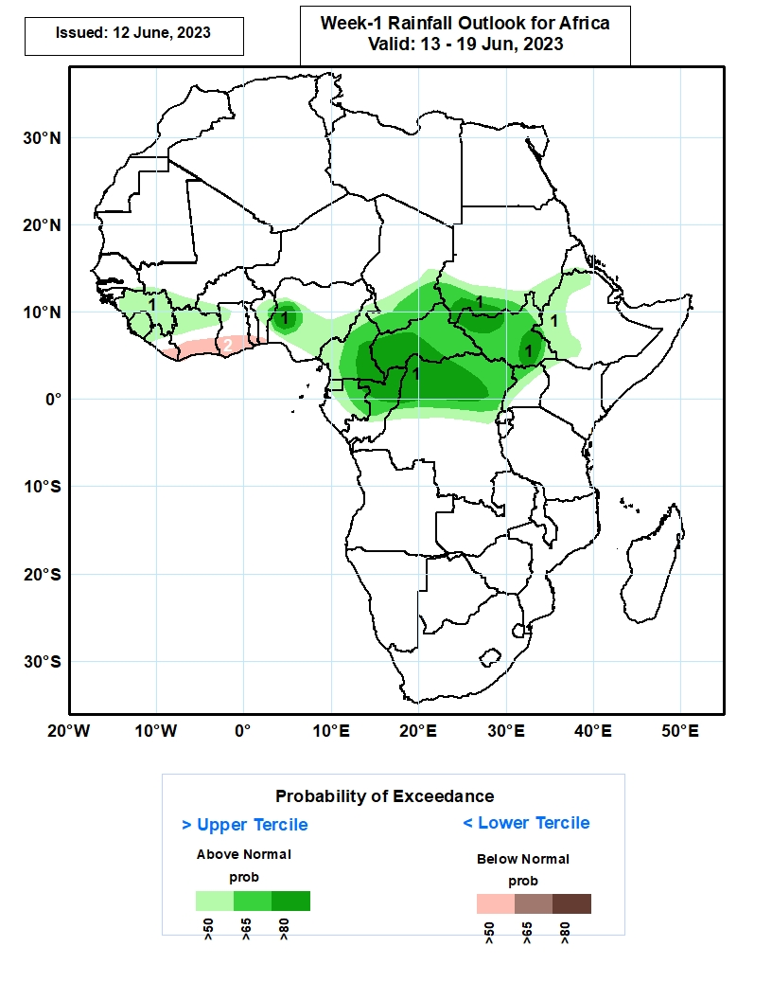 Issued: 12 June, 2023
Week-1 Rainfall Outlook for Africa
Valid: 13 - 19 Jun, 2023
30°N
20°N
10°N
0°
10°S
20°S
30°S
1
1
1
1
1
1
2
20°W
10°W
0°
10°E
20°E
30°E
40°E
50°E
Probability of Exceedance
> Upper Tercile
< Lower Tercile
Above Normal
Below Normal
prob
prob
>50
>65
>80
>50
>65
>80